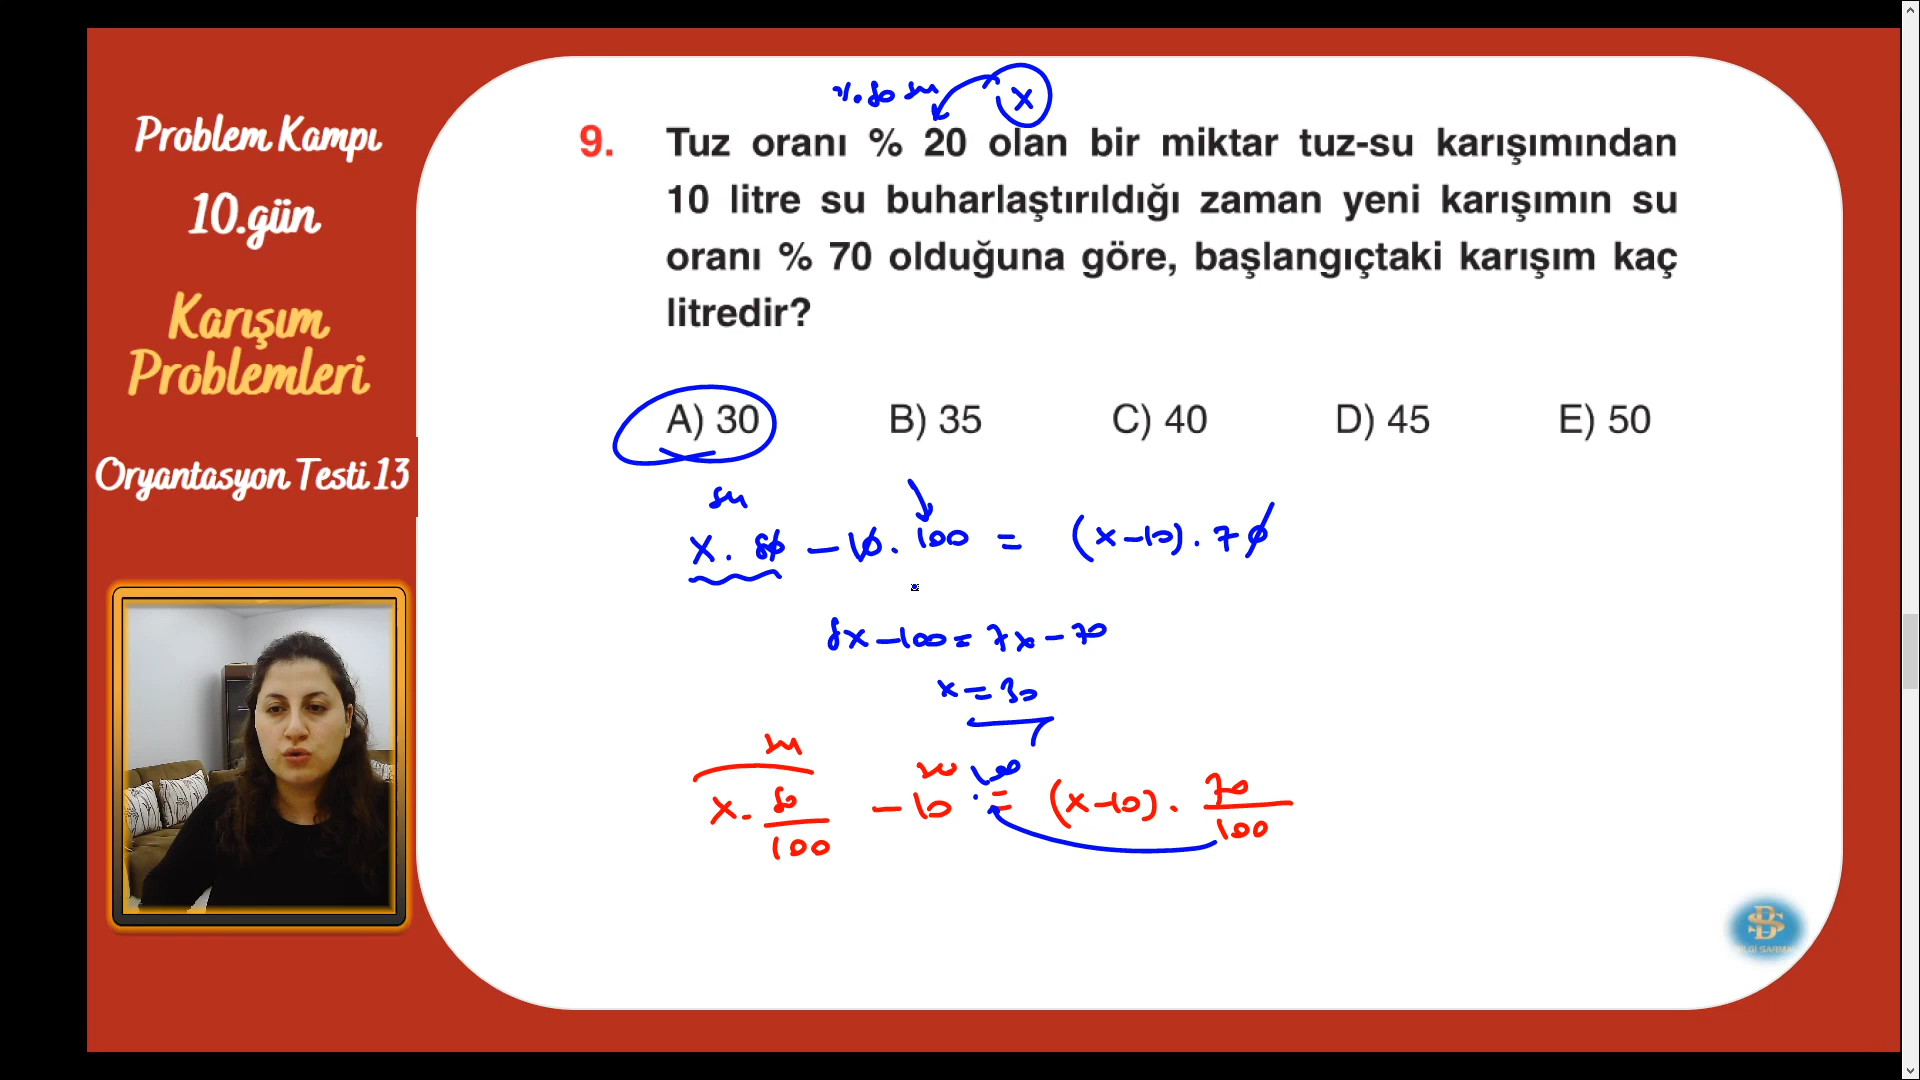 Problem Kampı
10.gün
Karışım
Problemleri
Oryantasyon Testi 13
%.80 su
x
9. Tuz oranı % 20 olan bir miktar tuz-su karışımından
10 litre su buharlaştırıldığı zaman yeni karışımın su
oranı % 70 olduğuna göre, başlangıçtaki karışım kaç
litredir?
A) 30 B) 35 C) 40 D) 45 E) 50
su
x . 80 - 10 . 100 = (x-10) . 70
8x - 100 = 7x - 70
x = 30
su su
x . 80/100 - 10 . 100 = (x-10) . 70/100